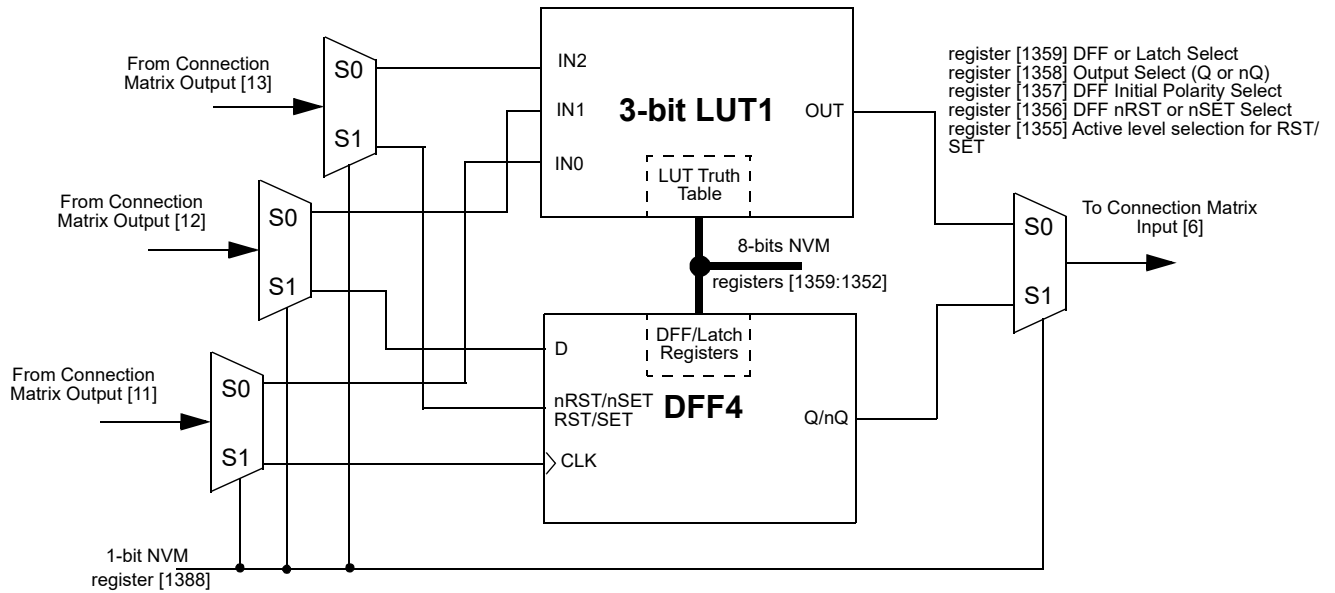 From Connection
Matrix Output [13]
S0
S1
IN2
IN1
IN0
3-bit LUT1
OUT
LUT Truth
Table
register [1359] DFF or Latch Select
register [1358] Output Select (Q or nQ)
register [1357] DFF Initial Polarity Select
register [1356] DFF nRST or nSET Select
register [1355] Active level selection for RST/
SET
From Connection
Matrix Output [12]
S0
S1
8-bits NVM
registers [1359:1352]
To Connection Matrix
Input [6]
S0
S1
From Connection
Matrix Output [11]
S0
S1
DFF/Latch
Registers
D
nRST/nSET
RST/SET
CLK
DFF4
Q/nQ
1-bit NVM
register [1388]